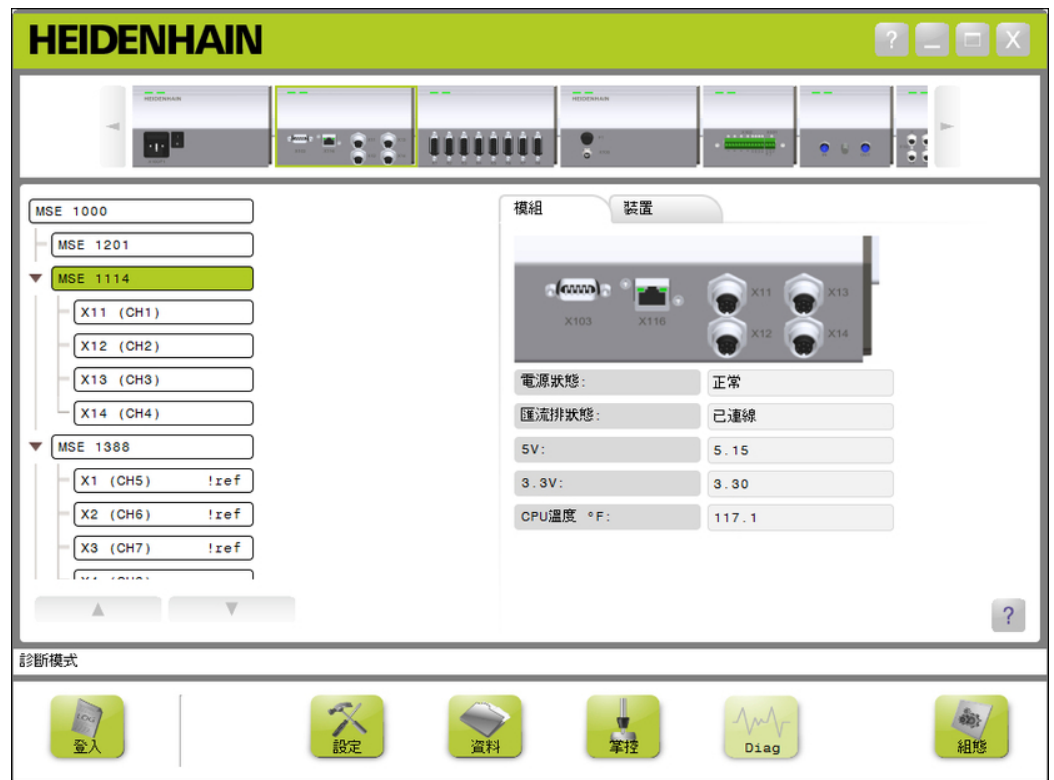 HEIDENHAIN
? _ □ X
HEIDENHAIN
HEIDENHAIN
MSE 1000
MSE 1201
MSE 1114
X11 (CH1)
X12 (CH2)
X13 (CH3)
X14 (CH4)
MSE 1388
X1 (CH5) !ref
X2 (CH6) !ref
X3 (CH7) !ref
模組
裝置
X103
X116
X11
X13
X12
X14
電源狀態: 正常
匯流排狀態: 已連線
5V: 5.15
3.3V: 3.30
CPU溫度 °F: 117.1
?
診斷模式
LOG
登入
設定
資料
掌控
Diag
組態